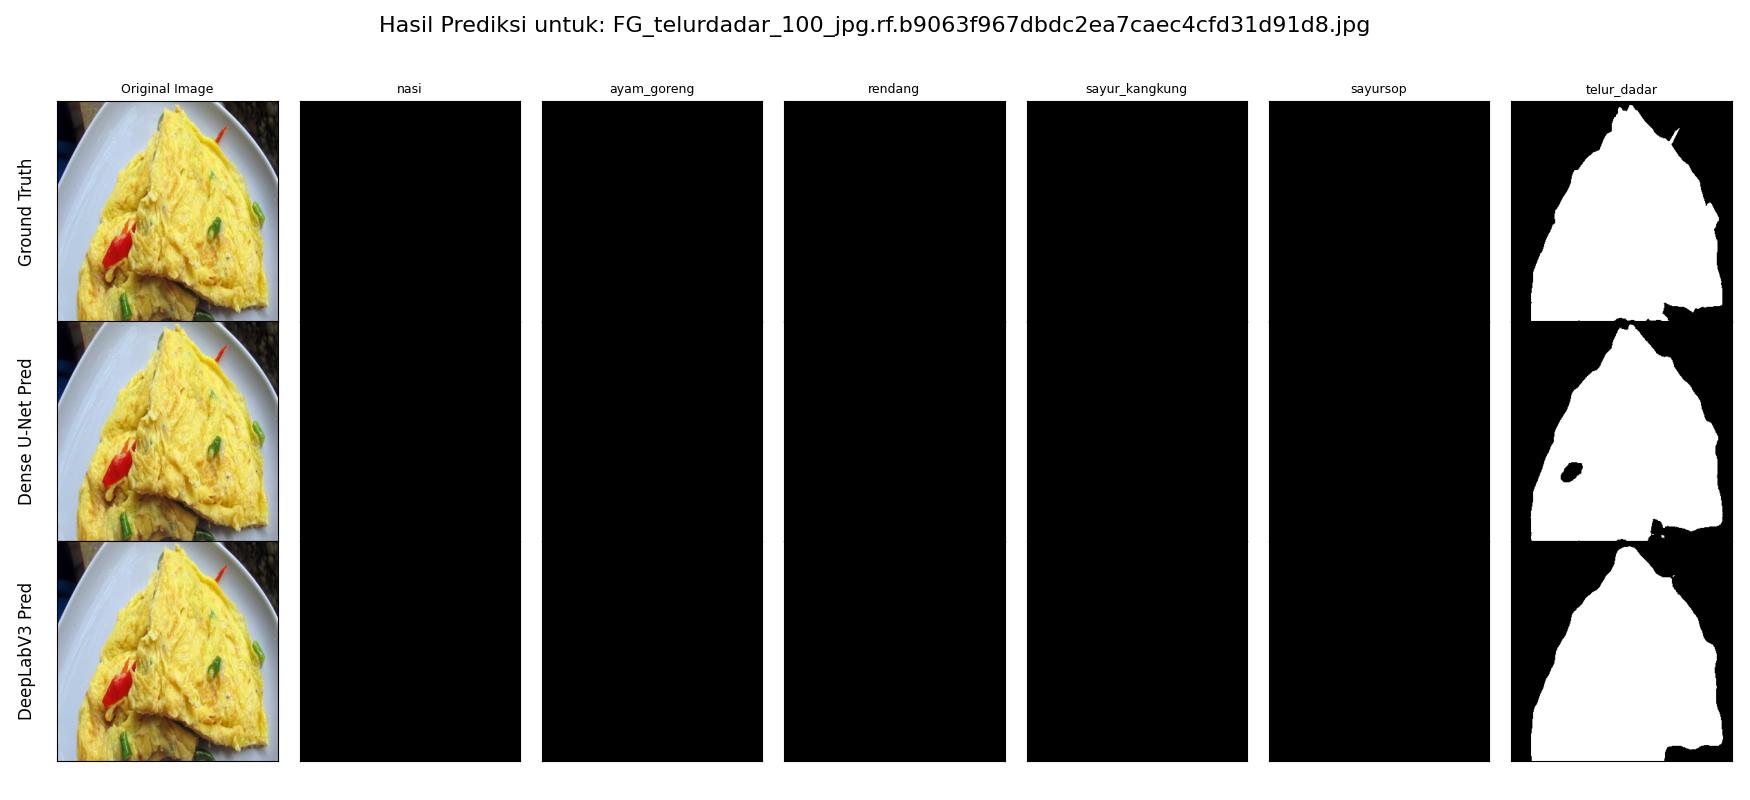 Hasil Prediksi untuk: FG_telurdadar_100_jpg.rf.b9063f967dbdc2ea7caec4cfd31d91d8.jpg
Original Image
nasi
ayam_goreng
rendang
sayur_kangkung
sayursop
telur_dadar
Ground Truth
Dense U-Net Pred
DeepLabV3 Pred